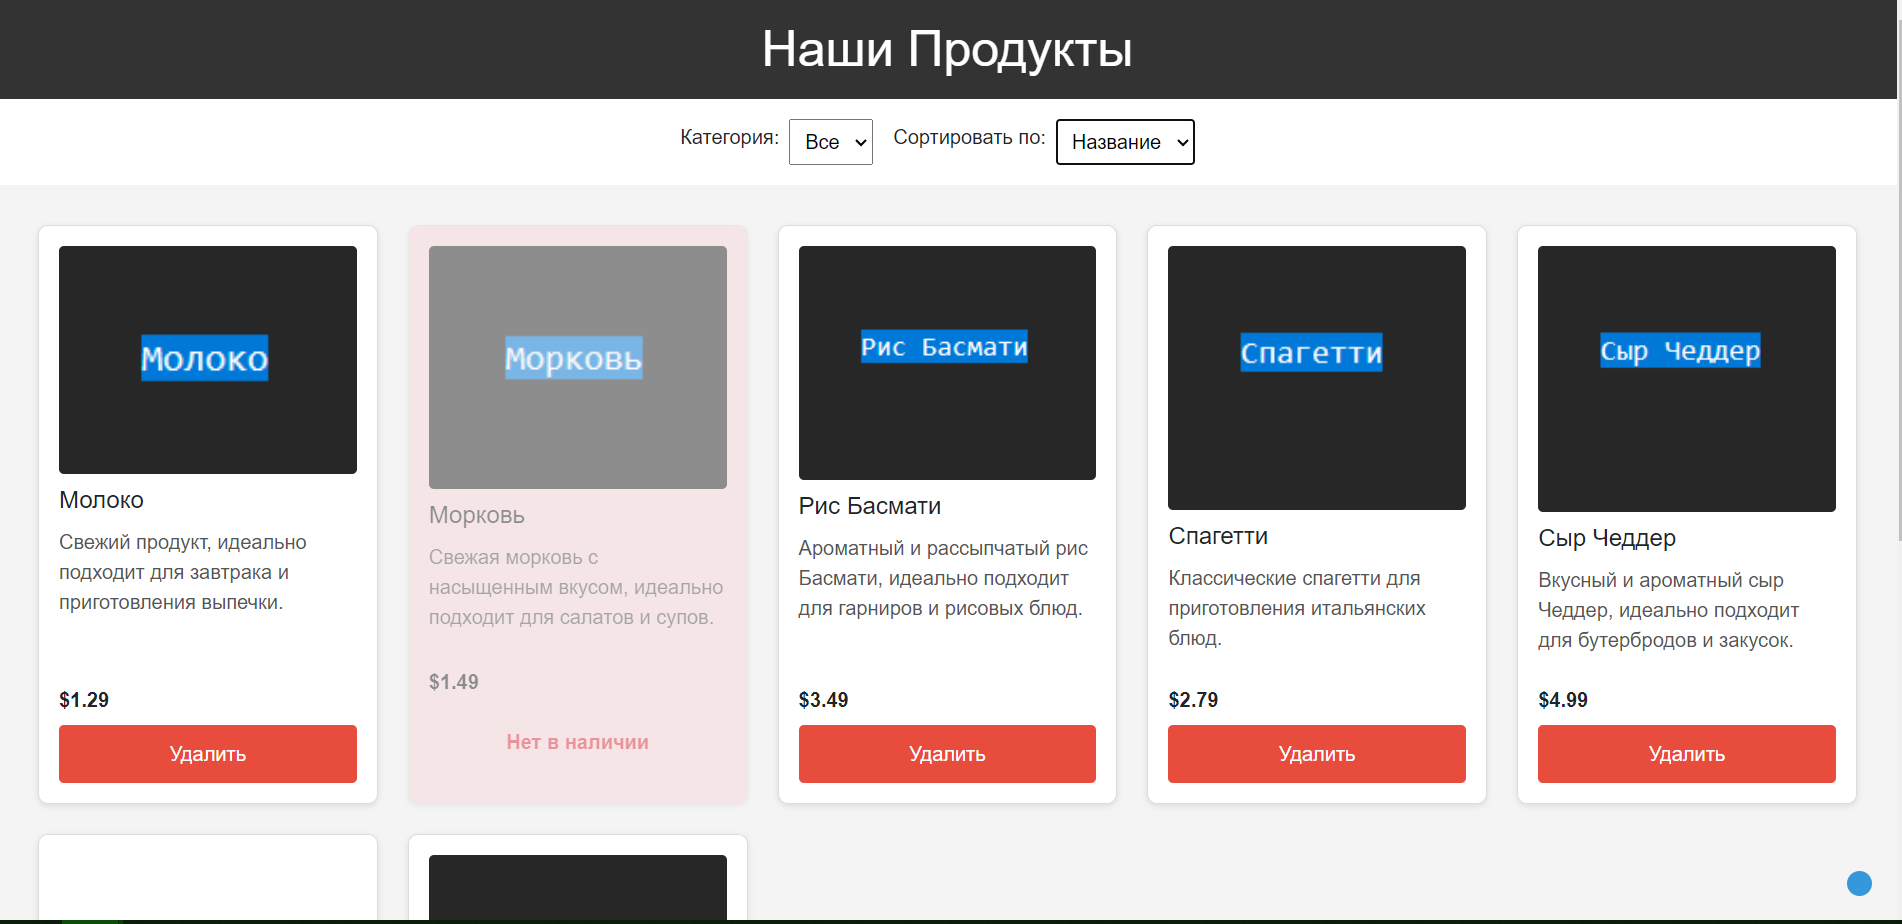 Наши Продукты
Категория: Все Сортировать по: Название
Молоко
Молоко
Свежий продукт, идеально
подходит для завтрака и
приготовления выпечки.
$1.29
Удалить
Морковь
Морковь
Свежая морковь с
насыщенным вкусом, идеально
подходит для салатов и супов.
$1.49
Нет в наличии
Рис Басмати
Рис Басмати
Ароматный и рассыпчатый рис
Басмати, идеально подходит
для гарниров и рисовых блюд.
$3.49
Удалить
Спагетти
Спагетти
Классические спагетти для
приготовления итальянских
блюд.
$2.79
Удалить
Сыр Чеддер
Сыр Чеддер
Вкусный и ароматный сыр
Чеддер, идеально подходит
для бутербродов и закусок.
$4.99
Удалить